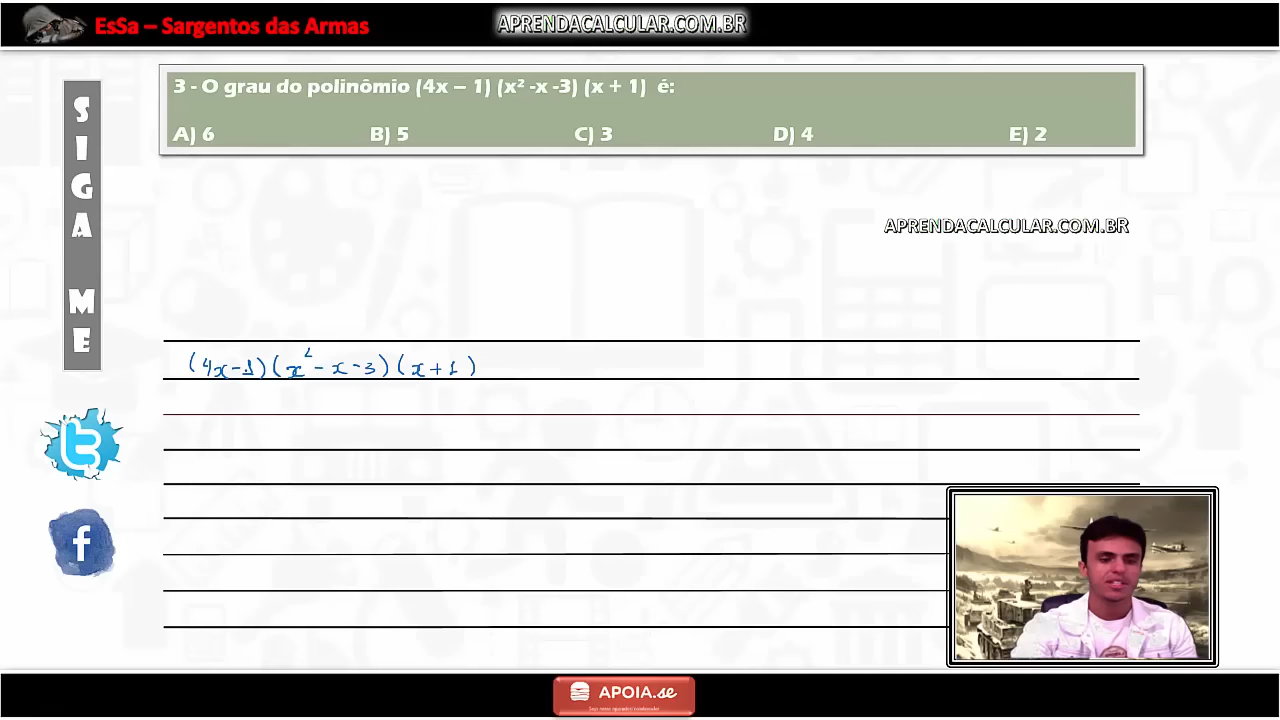 EsSa – Sargentos das Armas
APRENDACALCULAR.COM.BR
3 - O grau do polinômio (4x – 1) (x² -x -3) (x + 1) é:
A) 6 B) 5 C) 3 D) 4 E) 2
SIGA ME
APRENDACALCULAR.COM.BR
(4x-1)(x²-x-3)(x+1)
APOIA.se